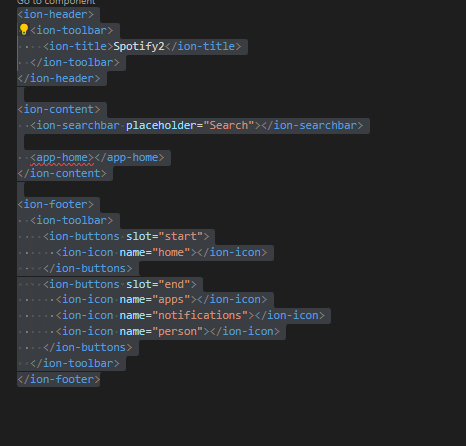 Go to component
<ion-header>
<ion-toolbar>
<ion-title>Spotify2</ion-title>
</ion-toolbar>
</ion-header>
<ion-content>
<ion-searchbar placeholder="Search"></ion-searchbar>
<app-home></app-home>
</ion-content>
<ion-footer>
<ion-toolbar>
<ion-buttons slot="start">
<ion-icon name="home"></ion-icon>
</ion-buttons>
<ion-buttons slot="end">
<ion-icon name="apps"></ion-icon>
<ion-icon name="notifications"></ion-icon>
<ion-icon name="person"></ion-icon>
</ion-buttons>
</ion-toolbar>
</ion-footer>